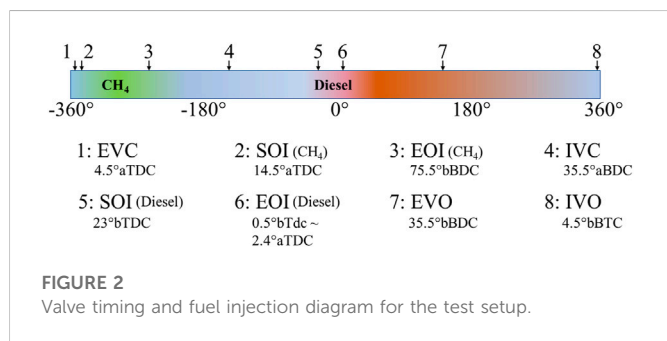 1 2 3 4 5 6 7 8
CH₄ Diesel
-360° -180° 0° 180° 360°
1: EVC 2: SOI (CH₄) 3: EOI (CH₄) 4: IVC
4.5°aTDC 14.5°aTDC 75.5°bBDC 35.5°aBDC
5: SOI (Diesel) 6: EOI (Diesel) 7: EVO 8: IVO
23°bTDC 0.5°bTdc ~ 35.5°bBDC 4.5°bBTC
2.4°aTDC
FIGURE 2
Valve timing and fuel injection diagram for the test setup.